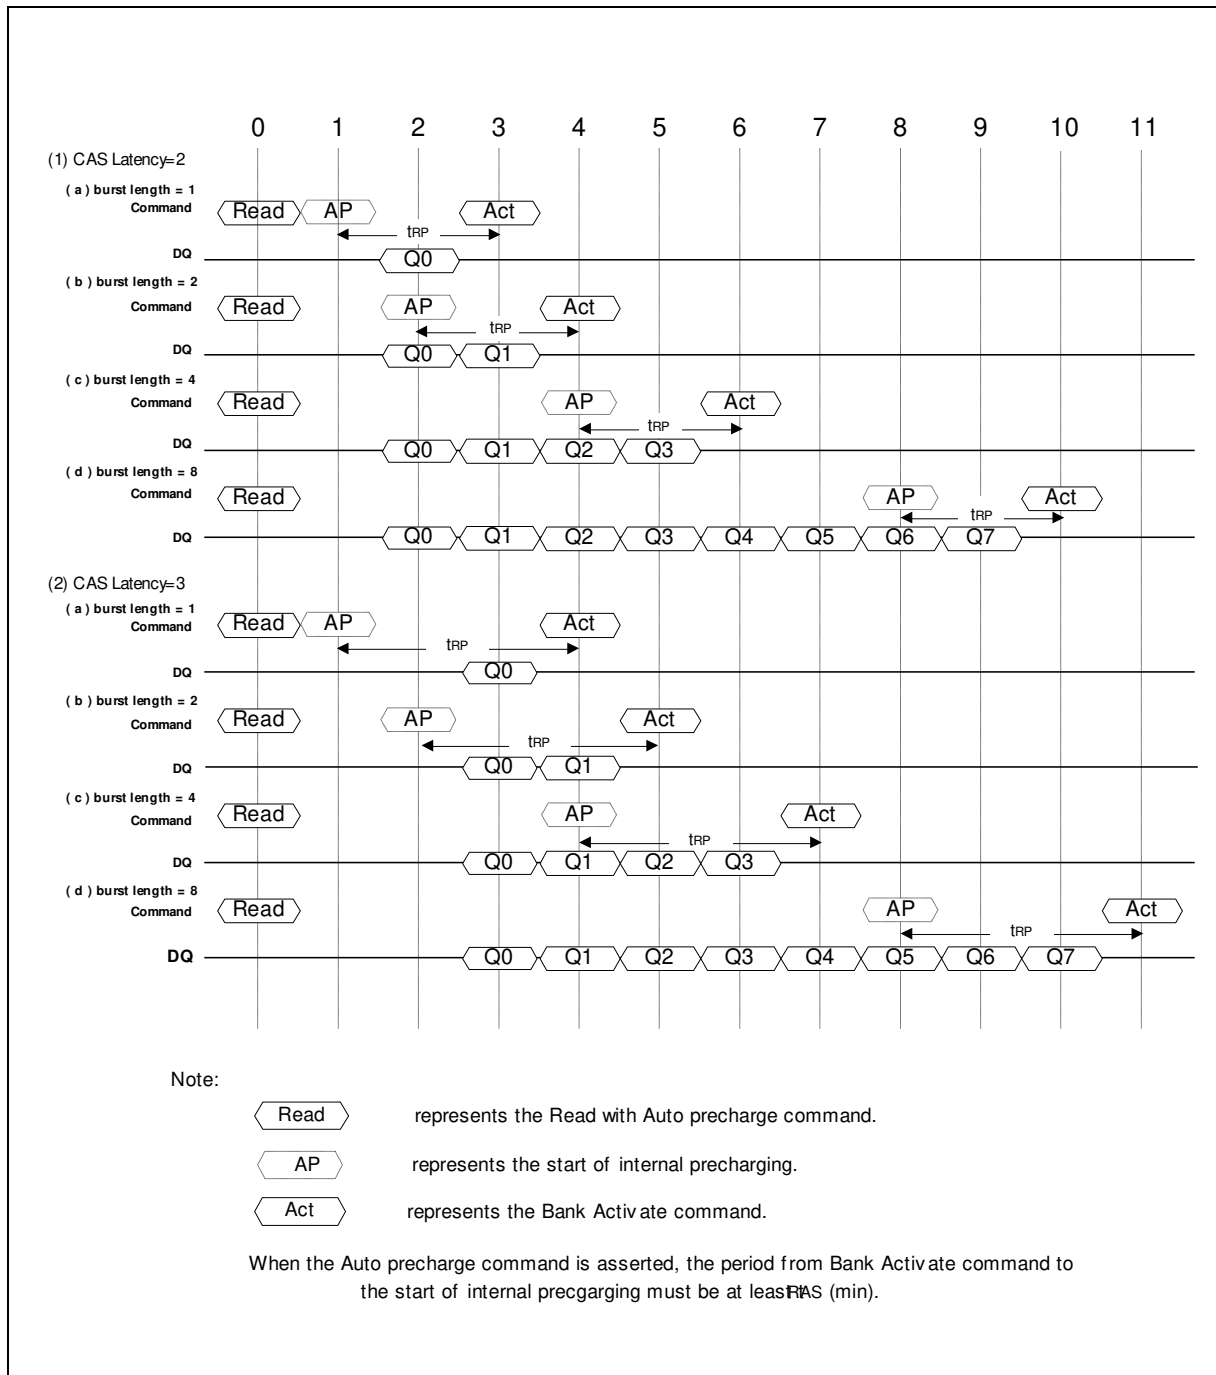 0 1 2 3 4 5 6 7 8 9 10 11
(1) CAS Latency=2
( a ) burst length = 1
Command Read AP Act
tRP
DQ Q0
( b ) burst length = 2
Command Read AP Act
tRP
DQ Q0 Q1
( c ) burst length = 4
Command Read AP Act
tRP
DQ Q0 Q1 Q2 Q3
( d ) burst length = 8
Command Read AP Act
tRP
DQ Q0 Q1 Q2 Q3 Q4 Q5 Q6 Q7
(2) CAS Latency=3
( a ) burst length = 1
Command Read AP Act
tRP
DQ Q0
( b ) burst length = 2
Command Read AP Act
tRP
DQ Q0 Q1
( c ) burst length = 4
Command Read AP Act
tRP
DQ Q0 Q1 Q2 Q3
( d ) burst length = 8
Command Read AP Act
tRP
DQ Q0 Q1 Q2 Q3 Q4 Q5 Q6 Q7
Note:
Read represents the Read with Auto precharge command.
AP represents the start of internal precharging.
Act represents the Bank Activate command.
When the Auto precharge command is asserted, the period from Bank Activate command to
the start of internal precgarging must be at least tRAS (min).